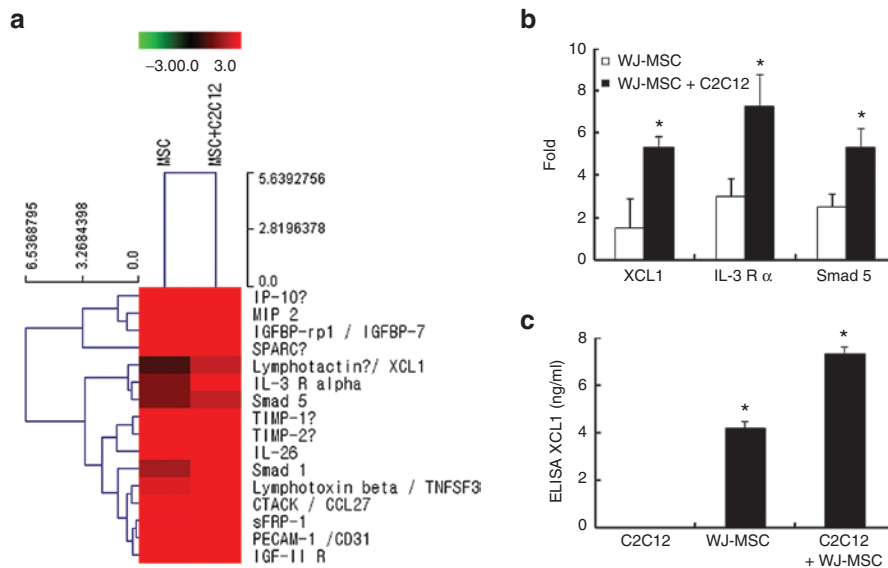 a
-3.00.0 3.0
MSC
MSC+C2C12
5.6392756
2.8196378
0.0
6.5368795
3.2684398
0.0
IP-10?
MIP 2
IGFBP-rp1 / IGFBP-7
SPARC?
Lymphotactin?/ XCL1
IL-3 R alpha
Smad 5
TIMP-1?
TIMP-2?
IL-26
Smad 1
Lymphotoxin beta / TNFSF3
CTACK / CCL27
sFRP-1
PECAM-1 /CD31
IGF-II R
b
10
8
6
4
2
0
Fold
WJ-MSC
WJ-MSC + C2C12
*
*
*
XCL1
IL-3 R α
Smad 5
c
8
6
4
2
0
ELISA XCL1 (ng/ml)
*
*
C2C12
WJ-MSC
C2C12
+ WJ-MSC